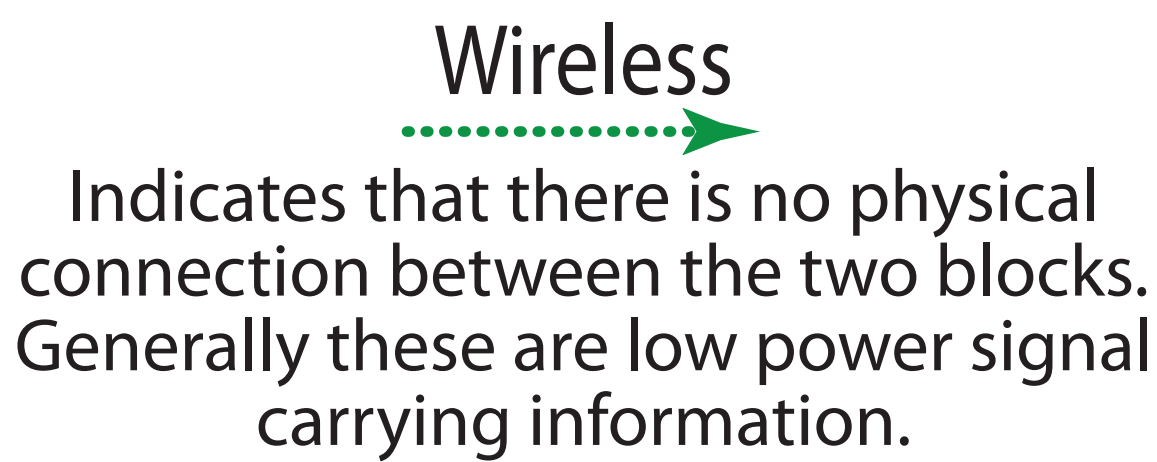 Wireless
Indicates that there is no physical
connection between the two blocks.
Generally these are low power signal
carrying information.